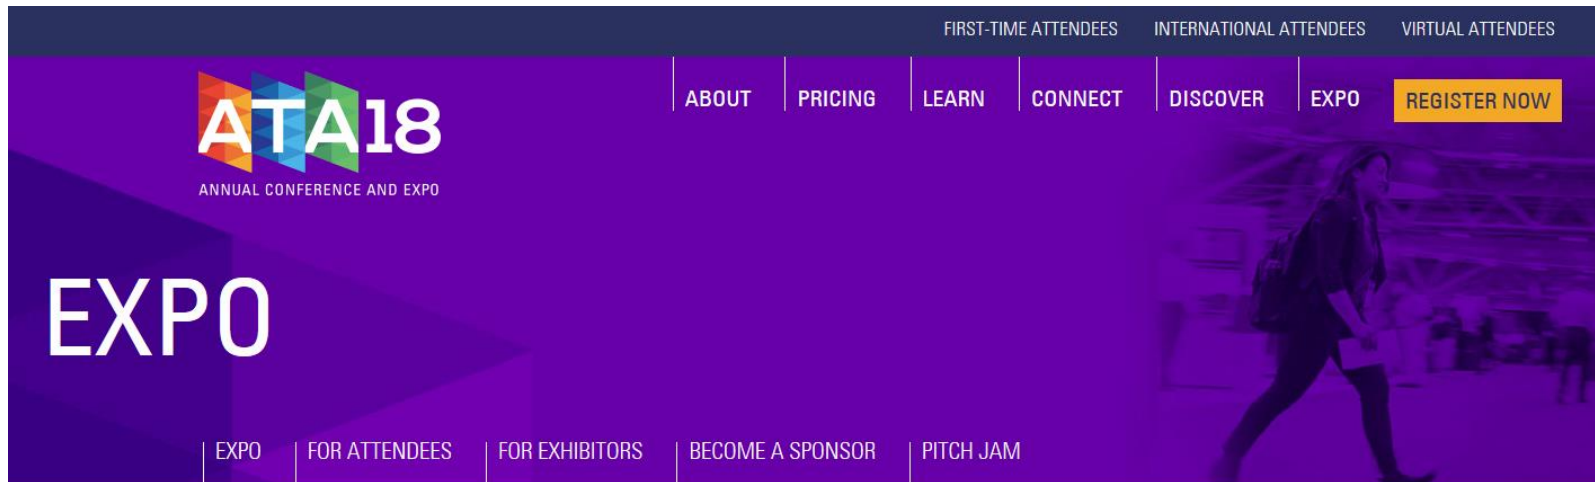 FIRST-TIME ATTENDEES INTERNATIONAL ATTENDEES VIRTUAL ATTENDEES
ATA18
ANNUAL CONFERENCE AND EXPO
ABOUT PRICING LEARN CONNECT DISCOVER EXPO REGISTER NOW
EXPO
EXPO FOR ATTENDEES FOR EXHIBITORS BECOME A SPONSOR PITCH JAM